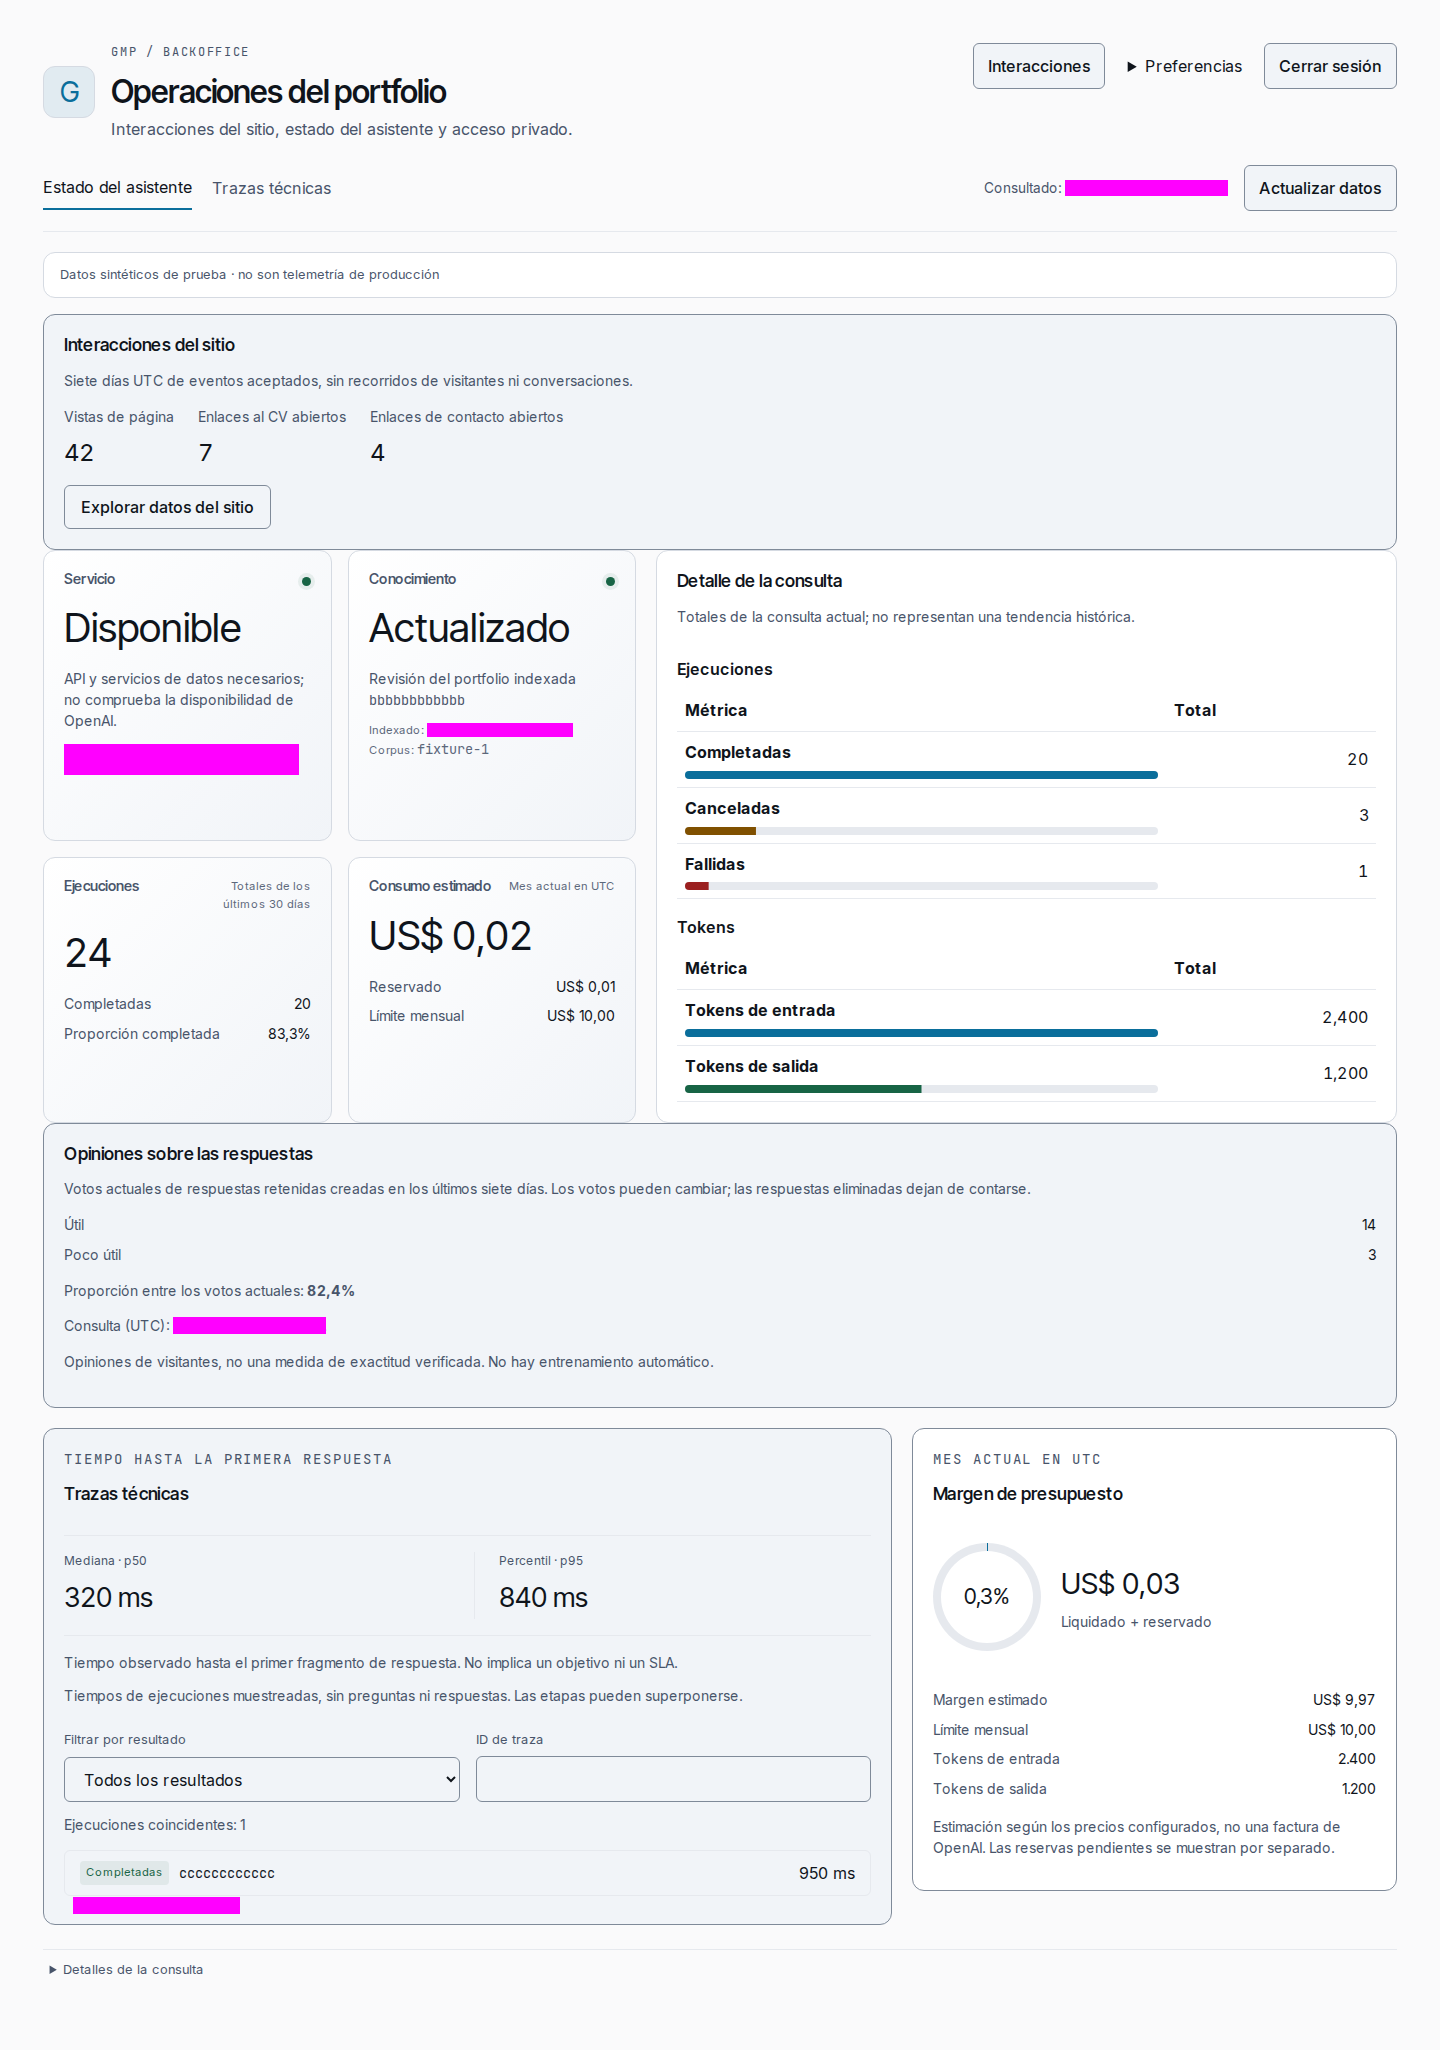 GMP / BACKOFFICE
G
Operaciones del portfolio
Interacciones del sitio, estado del asistente y acceso privado.
Interacciones
Preferencias
Cerrar sesión
Estado del asistente
Trazas técnicas
Consultado:
Actualizar datos
Datos sintéticos de prueba · no son telemetría de producción
Interacciones del sitio
Siete días UTC de eventos aceptados, sin recorridos de visitantes ni conversaciones.
Vistas de página
Enlaces al CV abiertos
Enlaces de contacto abiertos
42
7
4
Explorar datos del sitio
Servicio
Disponible
API y servicios de datos necesarios;
no comprueba la disponibilidad de
OpenAI.
Conocimiento
Actualizado
Revisión del portfolio indexada
bbbbbbbbbbbb
Indexado:
Corpus: fixture-1
Ejecuciones
Totales de los
últimos 30 días
24
Completadas 20
Proporción completada 83,3%
Consumo estimado
Mes actual en UTC
US$ 0,02
Reservado US$ 0,01
Límite mensual US$ 10,00
Detalle de la consulta
Totales de la consulta actual; no representan una tendencia histórica.
Ejecuciones
Métrica Total
Completadas 20
Canceladas 3
Fallidas 1
Tokens
Métrica Total
Tokens de entrada 2,400
Tokens de salida 1,200
Opiniones sobre las respuestas
Votos actuales de respuestas retenidas creadas en los últimos siete días. Los votos pueden cambiar; las respuestas eliminadas dejan de contarse.
Útil 14
Poco útil 3
Proporción entre los votos actuales: 82,4%
Consulta (UTC):
Opiniones de visitantes, no una medida de exactitud verificada. No hay entrenamiento automático.
TIEMPO HASTA LA PRIMERA RESPUESTA
Trazas técnicas
Mediana · p50
320 ms
Percentil · p95
840 ms
Tiempo observado hasta el primer fragmento de respuesta. No implica un objetivo ni un SLA.
Tiempos de ejecuciones muestreadas, sin preguntas ni respuestas. Las etapas pueden superponerse.
Filtrar por resultado
Todos los resultados
ID de traza
Ejecuciones coincidentes: 1
Completadas cccccccccccc 950 ms
MES ACTUAL EN UTC
Margen de presupuesto
0,3%
US$ 0,03
Liquidado + reservado
Margen estimado US$ 9,97
Límite mensual US$ 10,00
Tokens de entrada 2.400
Tokens de salida 1.200
Estimación según los precios configurados, no una factura de
OpenAI. Las reservas pendientes se muestran por separado.
Detalles de la consulta